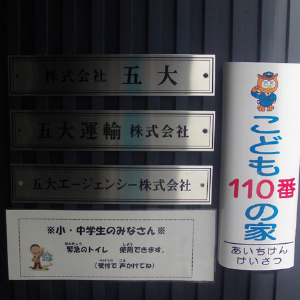 株式会社 五大
五大運輸 株式会社
五大エージェンシー株式会社
※小・中学生のみなさん※
緊急のトイレ 使用できます。
(受付で 声かけてね)
こども
110番
の家
あいちけん
けいさつ